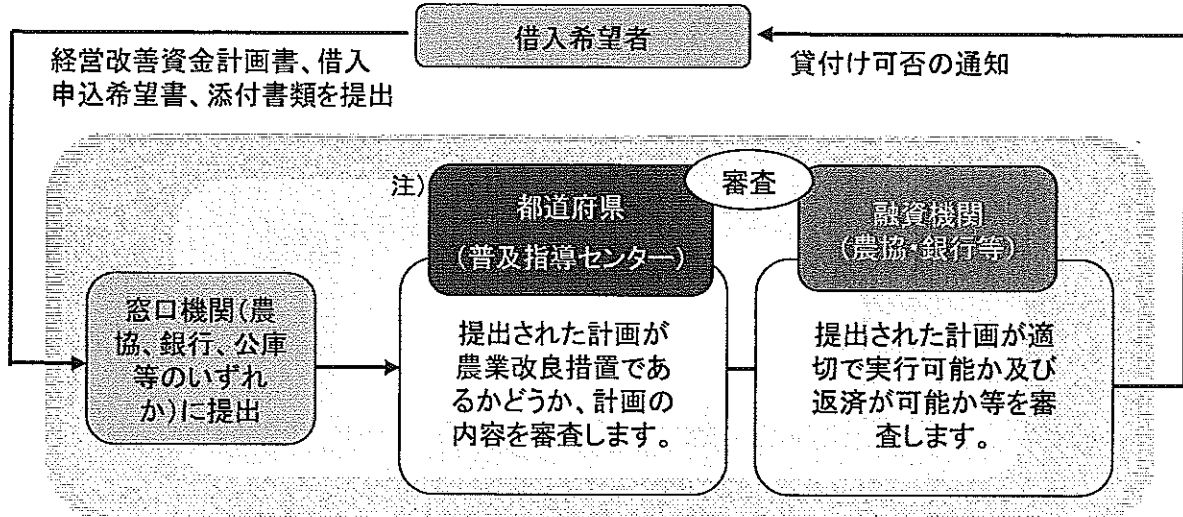 借入希望者
経営改善資金計画書、借入
申込希望書、添付書類を提出
貸付け可否の通知
注)
都道府県
(普及指導センター)
審査
融資機関
(農協・銀行等)
窓口機関(農
協、銀行、公庫
等のいずれ
か)に提出
提出された計画が
農業改良措置であ
るかどうか、計画の
内容を審査します。
提出された計画が適
切で実行可能か及び
返済が可能か等を審
査します。